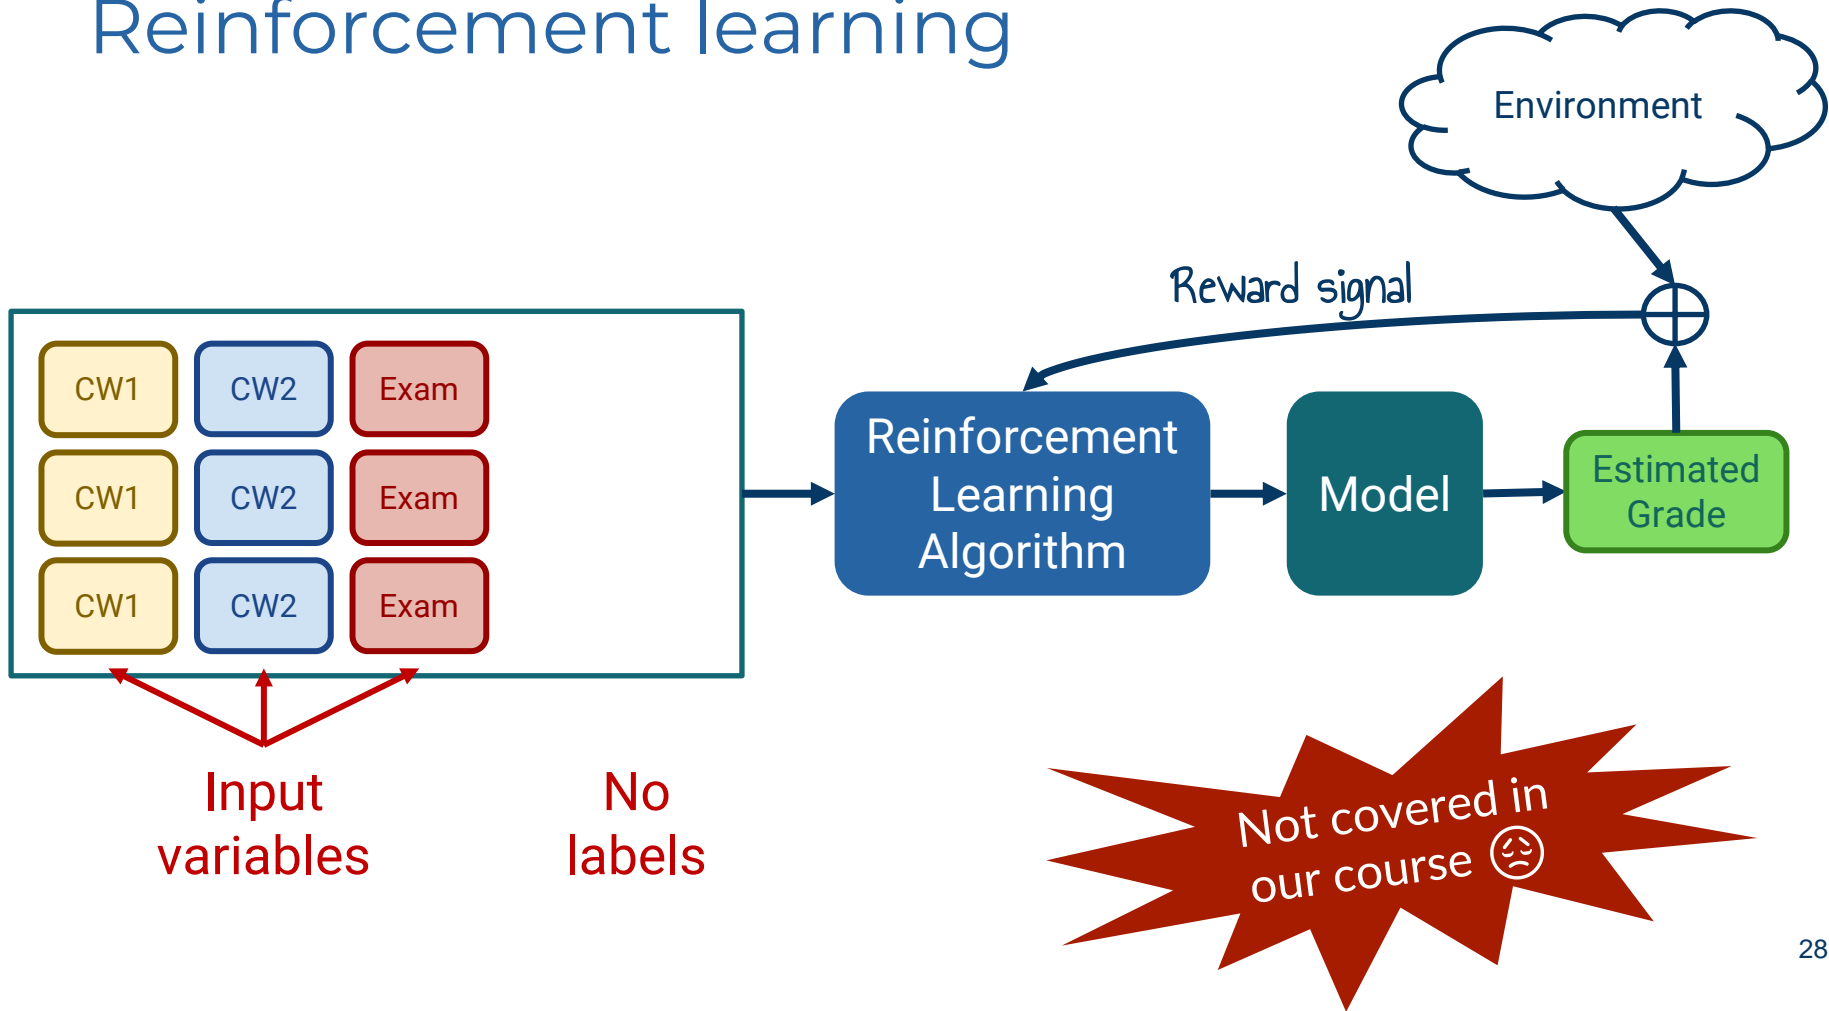 Reinforcement learning
Environment
Reward signal
CW1 CW2 Exam
CW1 CW2 Exam
CW1 CW2 Exam
Reinforcement
Learning
Algorithm
Model
Estimated
Grade
Input
variables
No
labels
Not covered in
our course 😔
28